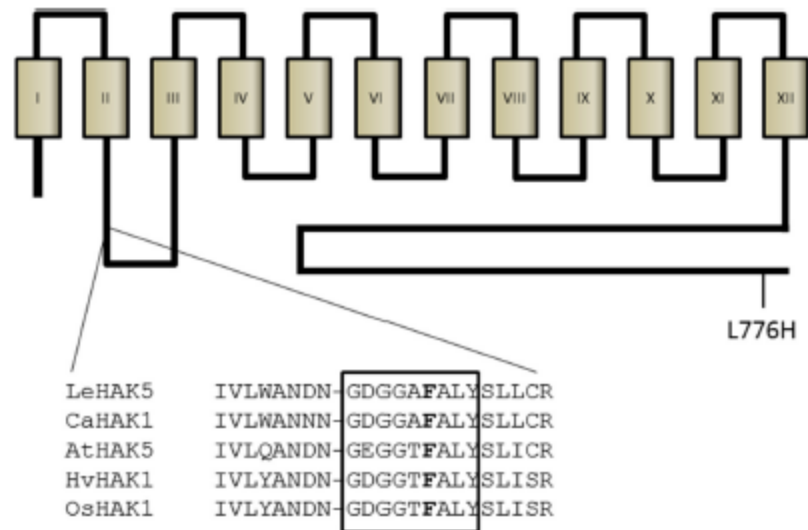 I II III IV V VI VII VIII IX X XI XII
L776H
LeHAK5 IVLWANDN-GDGGAFALYSLLCR
CaHAK1 IVLWANNN-GDGGAFALYSLLCR
AtHAK5 IVLQANDN-GEGGTFALYSLICR
HvHAK1 IVLYANDN-GDGGTFALYSLISR
OsHAK1 IVLYANDN-GDGGTFALYSLISR